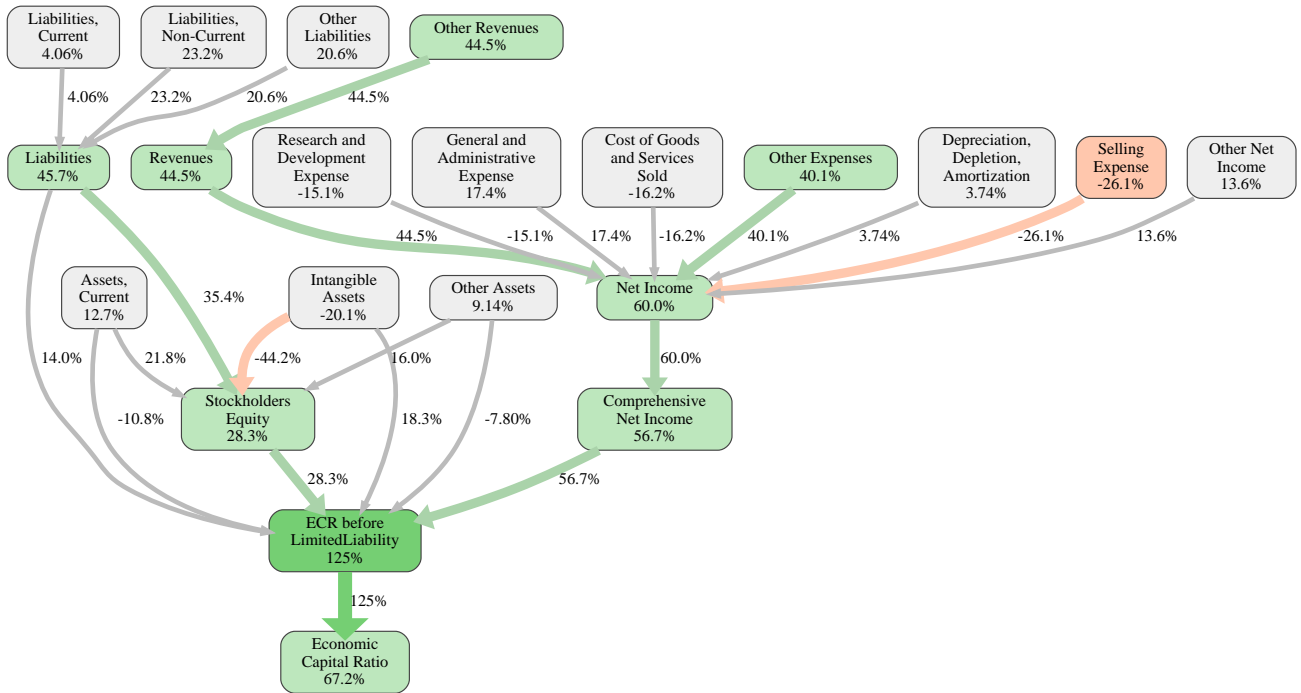 Liabilities,
Current
4.06%
Liabilities,
Non-Current
23.2%
Other
Liabilities
20.6%
Other Revenues
44.5%
4.06%
23.2%
20.6%
44.5%
Liabilities
45.7%
Revenues
44.5%
Research and
Development
Expense
-15.1%
General and
Administrative
Expense
17.4%
Cost of Goods
and Services
Sold
-16.2%
Other Expenses
40.1%
Depreciation,
Depletion,
Amortization
3.74%
Selling
Expense
-26.1%
Other Net
Income
13.6%
44.5%
-15.1%
17.4%
-16.2%
40.1%
3.74%
-26.1%
13.6%
Assets,
Current
12.7%
35.4%
Intangible
Assets
-20.1%
Other Assets
9.14%
Net Income
60.0%
14.0%
21.8%
-44.2%
16.0%
60.0%
-10.8%
Stockholders
Equity
28.3%
18.3%
-7.80%
Comprehensive
Net Income
56.7%
28.3%
56.7%
ECR before
LimitedLiability
125%
125%
Economic
Capital Ratio
67.2%